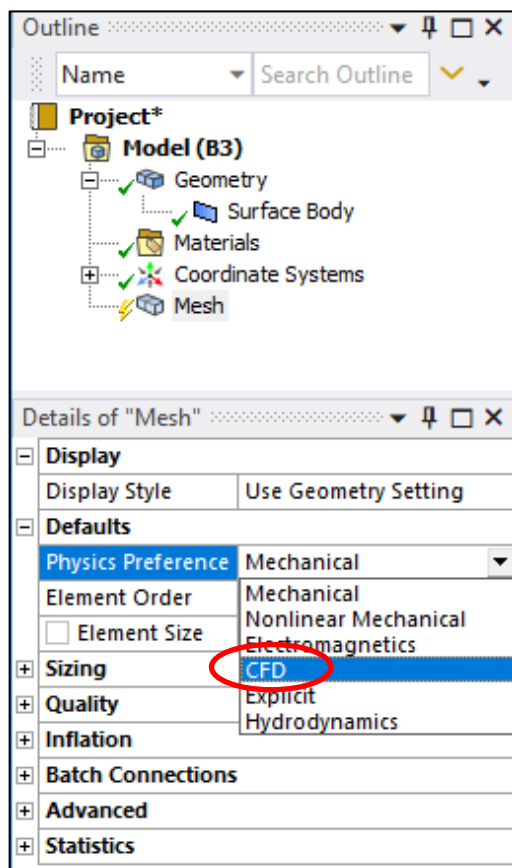 Outline
Name Search Outline
Project*
Model (B3)
Geometry
Surface Body
Materials
Coordinate Systems
Mesh
Details of "Mesh"
Display
Display Style Use Geometry Setting
Defaults
Physics Preference Mechanical
Element Order Mechanical
Nonlinear Mechanical
Element Size Electromagnetics
Sizing CFD
Quality Explicit
Hydrodynamics
Inflation
Batch Connections
Advanced
Statistics